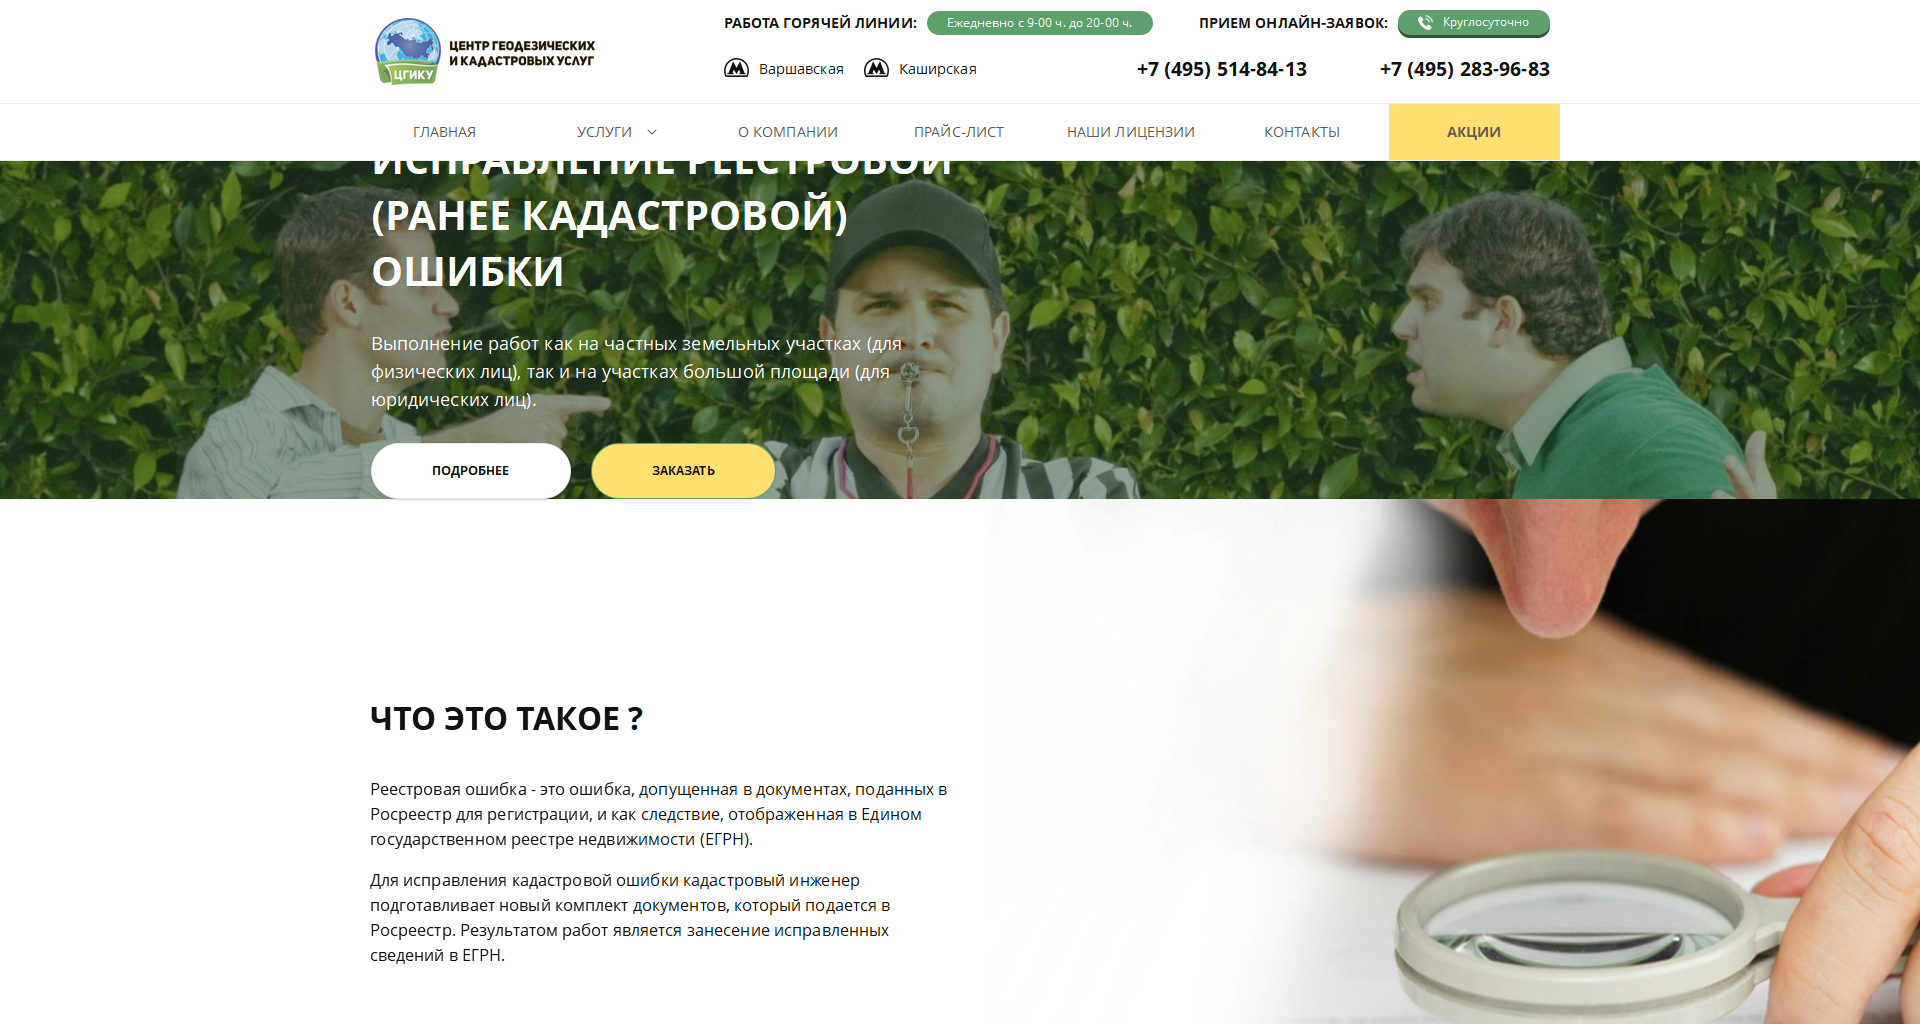 ЦЕНТР ГЕОДЕЗИЧЕСКИХ
И КАДАСТРОВЫХ УСЛУГ
ЦГИКУ
РАБОТА ГОРЯЧЕЙ ЛИНИИ: Ежедневно с 9-00 ч. до 20-00 ч.
ПРИЕМ ОНЛАЙН-ЗАЯВОК: Круглосуточно
Варшавская Каширская
+7 (495) 514-84-13 +7 (495) 283-96-83
ГЛАВНАЯ УСЛУГИ О КОМПАНИИ ПРАЙС-ЛИСТ НАШИ ЛИЦЕНЗИИ КОНТАКТЫ АКЦИИ
ИСПРАВЛЕНИЕ РЕЕСТРОВОЙ
(РАНЕЕ КАДАСТРОВОЙ)
ОШИБКИ
Выполнение работ как на частных земельных участках (для
физических лиц), так и на участках большой площади (для
юридических лиц).
ПОДРОБНЕЕ ЗАКАЗАТЬ
ЧТО ЭТО ТАКОЕ ?
Реестровая ошибка - это ошибка, допущенная в документах, поданных в
Росреестр для регистрации, и как следствие, отображенная в Едином
государственном реестре недвижимости (ЕГРН).
Для исправления кадастровой ошибки кадастровый инженер
подготавливает новый комплект документов, который подается в
Росреестр. Результатом работ является занесение исправленных
сведений в ЕГРН.